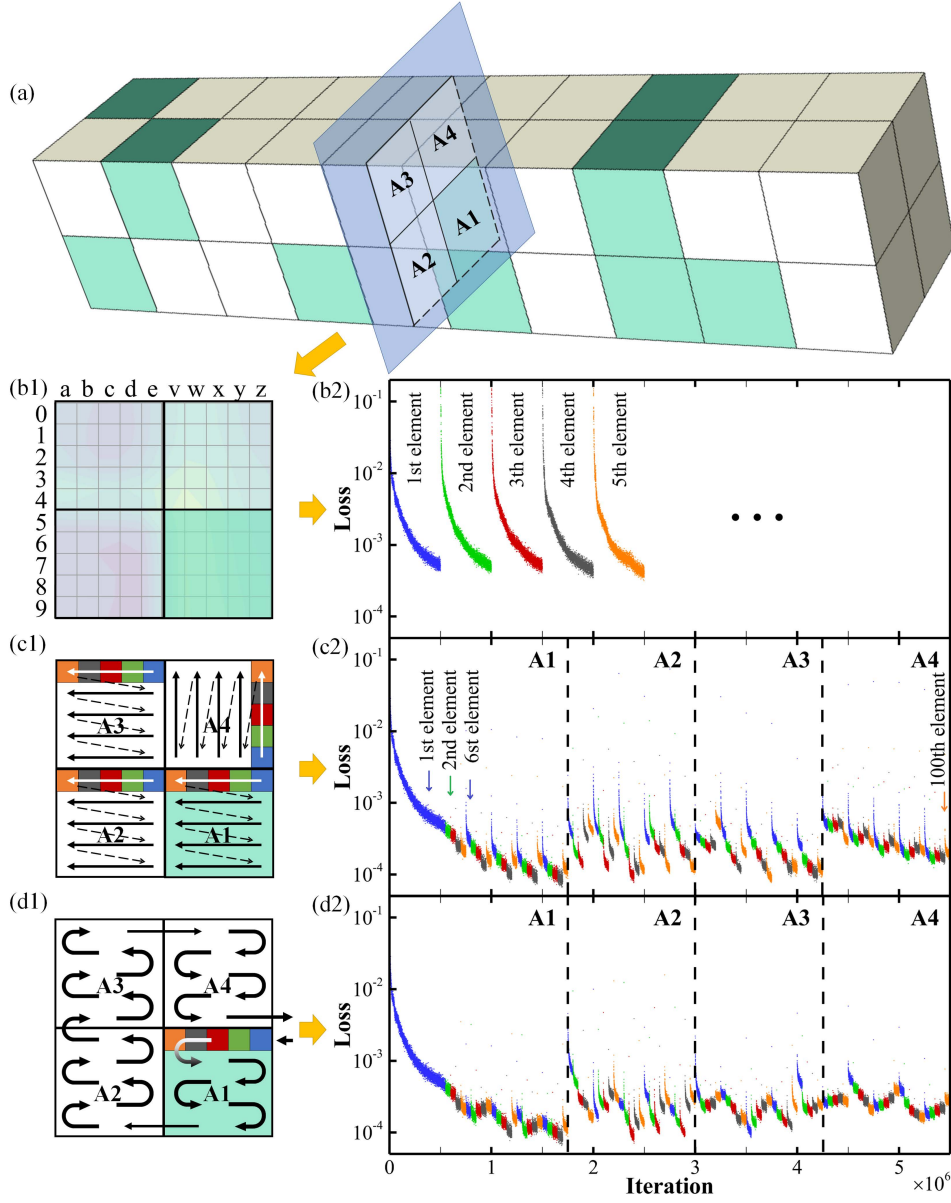 (a)
A3
A4
A2
A1
(b1)
a b c d e v w x y z
0
1
2
3
4
5
6
7
8
9
(b2)
10⁻¹
10⁻²
10⁻³
10⁻⁴
Loss
1st element
2nd element
3th element
4th element
5th element
• • •
(c1)
A3
A4
A2
A1
(c2)
10⁻¹
10⁻²
10⁻³
10⁻⁴
Loss
A1
A2
A3
A4
1st element
2nd element
6st element
100th element
(d1)
A3
A4
A2
A1
(d2)
10⁻¹
10⁻²
10⁻³
10⁻⁴
Loss
A1
A2
A3
A4
0 1 2 3 4 5
Iteration
×10⁶